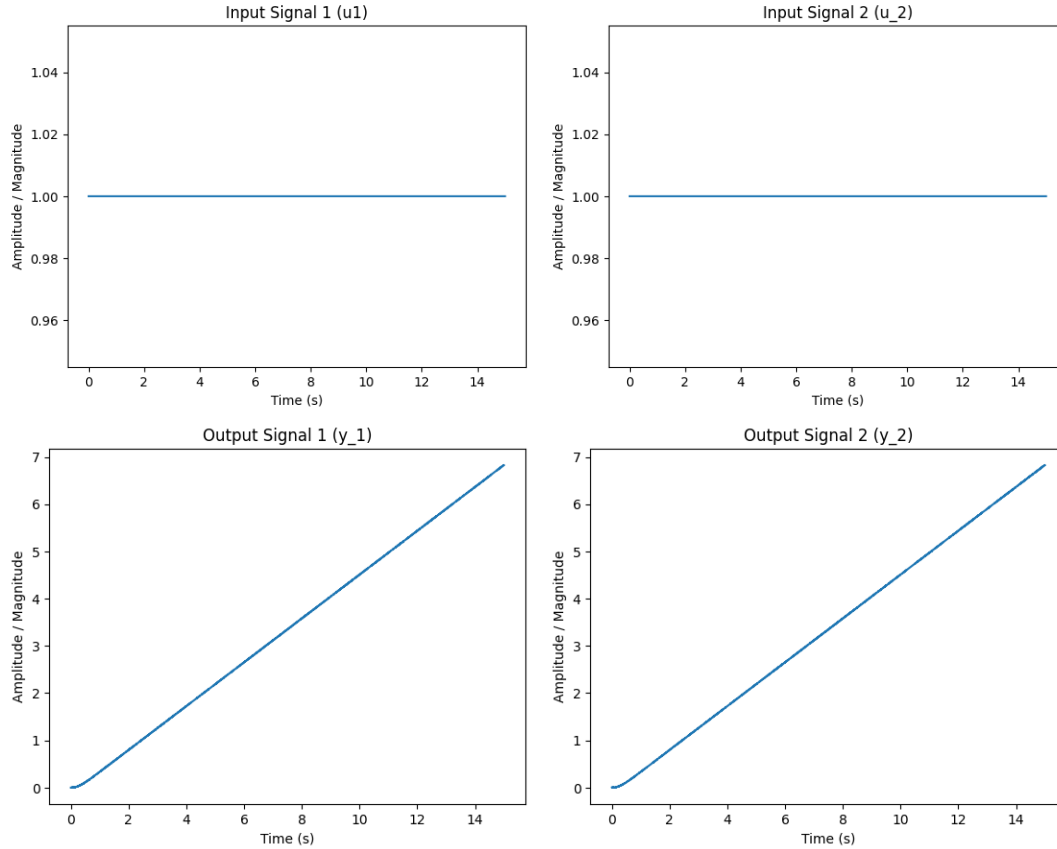 Input Signal 1 (u1)
Amplitude / Magnitude
1.04
1.02
1.00
0.98
0.96
0 2 4 6 8 10 12 14
Time (s)
Input Signal 2 (u_2)
Amplitude / Magnitude
1.04
1.02
1.00
0.98
0.96
0 2 4 6 8 10 12 14
Time (s)
Output Signal 1 (y_1)
Amplitude / Magnitude
7
6
5
4
3
2
1
0
0 2 4 6 8 10 12 14
Time (s)
Output Signal 2 (y_2)
Amplitude / Magnitude
7
6
5
4
3
2
1
0
0 2 4 6 8 10 12 14
Time (s)